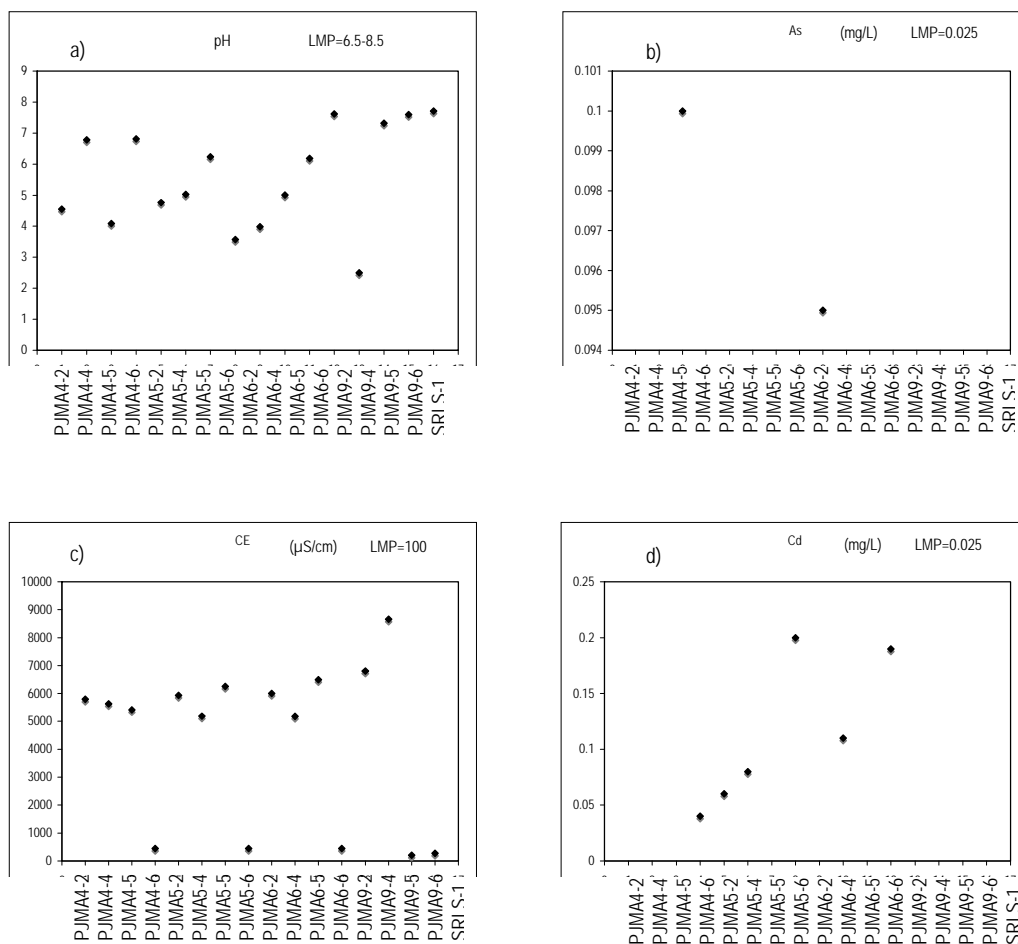 a)
pH LMP=6.5-8.5
9
8
7
6
5
4
3
2
1
0
PJMA4-2
PJMA4-4
PJMA4-5
PJMA4-6
PJMA5-2
PJMA5-4
PJMA5-5
PJMA5-6
PJMA6-2
PJMA6-4
PJMA6-5
PJMA6-6
PJMA9-2
PJMA9-4
PJMA9-5
PJMA9-6
SRLS-1
b)
As (mg/L) LMP=0.025
0.101
0.1
0.099
0.098
0.097
0.096
0.095
0.094
PJMA4-2
PJMA4-4
PJMA4-5
PJMA4-6
PJMA5-2
PJMA5-4
PJMA5-5
PJMA5-6
PJMA6-2
PJMA6-4
PJMA6-5
PJMA6-6
PJMA9-2
PJMA9-4
PJMA9-5
PJMA9-6
SRLS-1
c)
CE (µS/cm) LMP=100
10000
9000
8000
7000
6000
5000
4000
3000
2000
1000
0
PJMA4-2
PJMA4-4
PJMA4-5
PJMA4-6
PJMA5-2
PJMA5-4
PJMA5-5
PJMA5-6
PJMA6-2
PJMA6-4
PJMA6-5
PJMA6-6
PJMA9-2
PJMA9-4
PJMA9-5
PJMA9-6
SRLS-1
d)
Cd (mg/L) LMP=0.025
0.25
0.2
0.15
0.1
0.05
0
PJMA4-2
PJMA4-4
PJMA4-5
PJMA4-6
PJMA5-2
PJMA5-4
PJMA5-5
PJMA5-6
PJMA6-2
PJMA6-4
PJMA6-5
PJMA6-6
PJMA9-2
PJMA9-4
PJMA9-5
PJMA9-6
SRLS-1